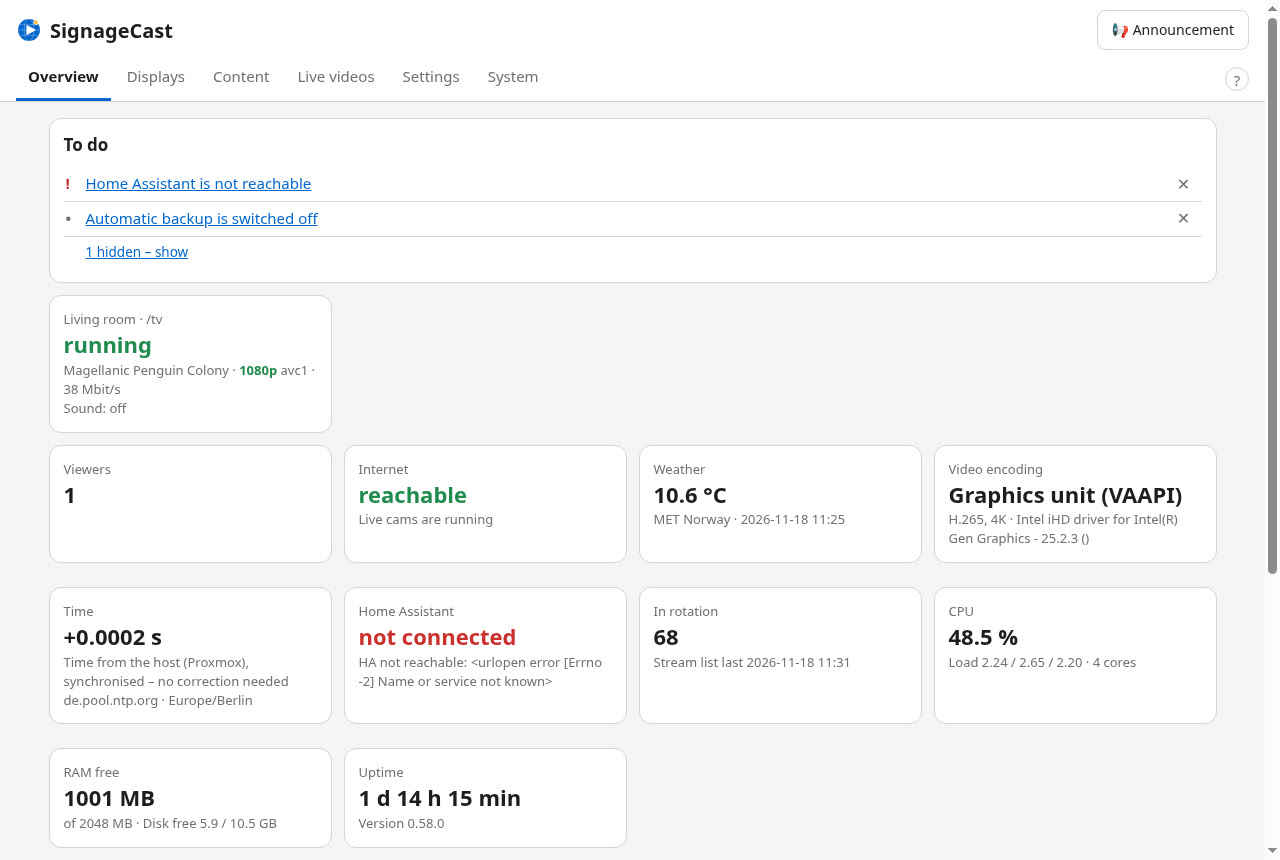 SignageCast
📢 Announcement
Overview
Displays
Content
Live videos
Settings
System
?
To do
! Home Assistant is not reachable ✕
• Automatic backup is switched off ✕
1 hidden – show
Living room · /tv
running
Magellanic Penguin Colony · 1080p avc1 ·
38 Mbit/s
Sound: off
Viewers
1
Internet
reachable
Live cams are running
Weather
10.6 °C
MET Norway · 2026-11-18 11:25
Video encoding
Graphics unit (VAAPI)
H.265, 4K · Intel iHD driver for Intel(R)
Gen Graphics - 25.2.3 ()
Time
+0.0002 s
Time from the host (Proxmox),
synchronised – no correction needed
de.pool.ntp.org · Europe/Berlin
Home Assistant
not connected
HA not reachable: <urlopen error [Errno
-2] Name or service not known>
In rotation
68
Stream list last 2026-11-18 11:31
CPU
48.5 %
Load 2.24 / 2.65 / 2.20 · 4 cores
RAM free
1001 MB
of 2048 MB · Disk free 5.9 / 10.5 GB
Uptime
1 d 14 h 15 min
Version 0.58.0